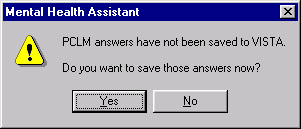 Mental Health Assistant
PCLM answers have not been saved to VISTA.
Do you want to save those answers now?
Yes
No